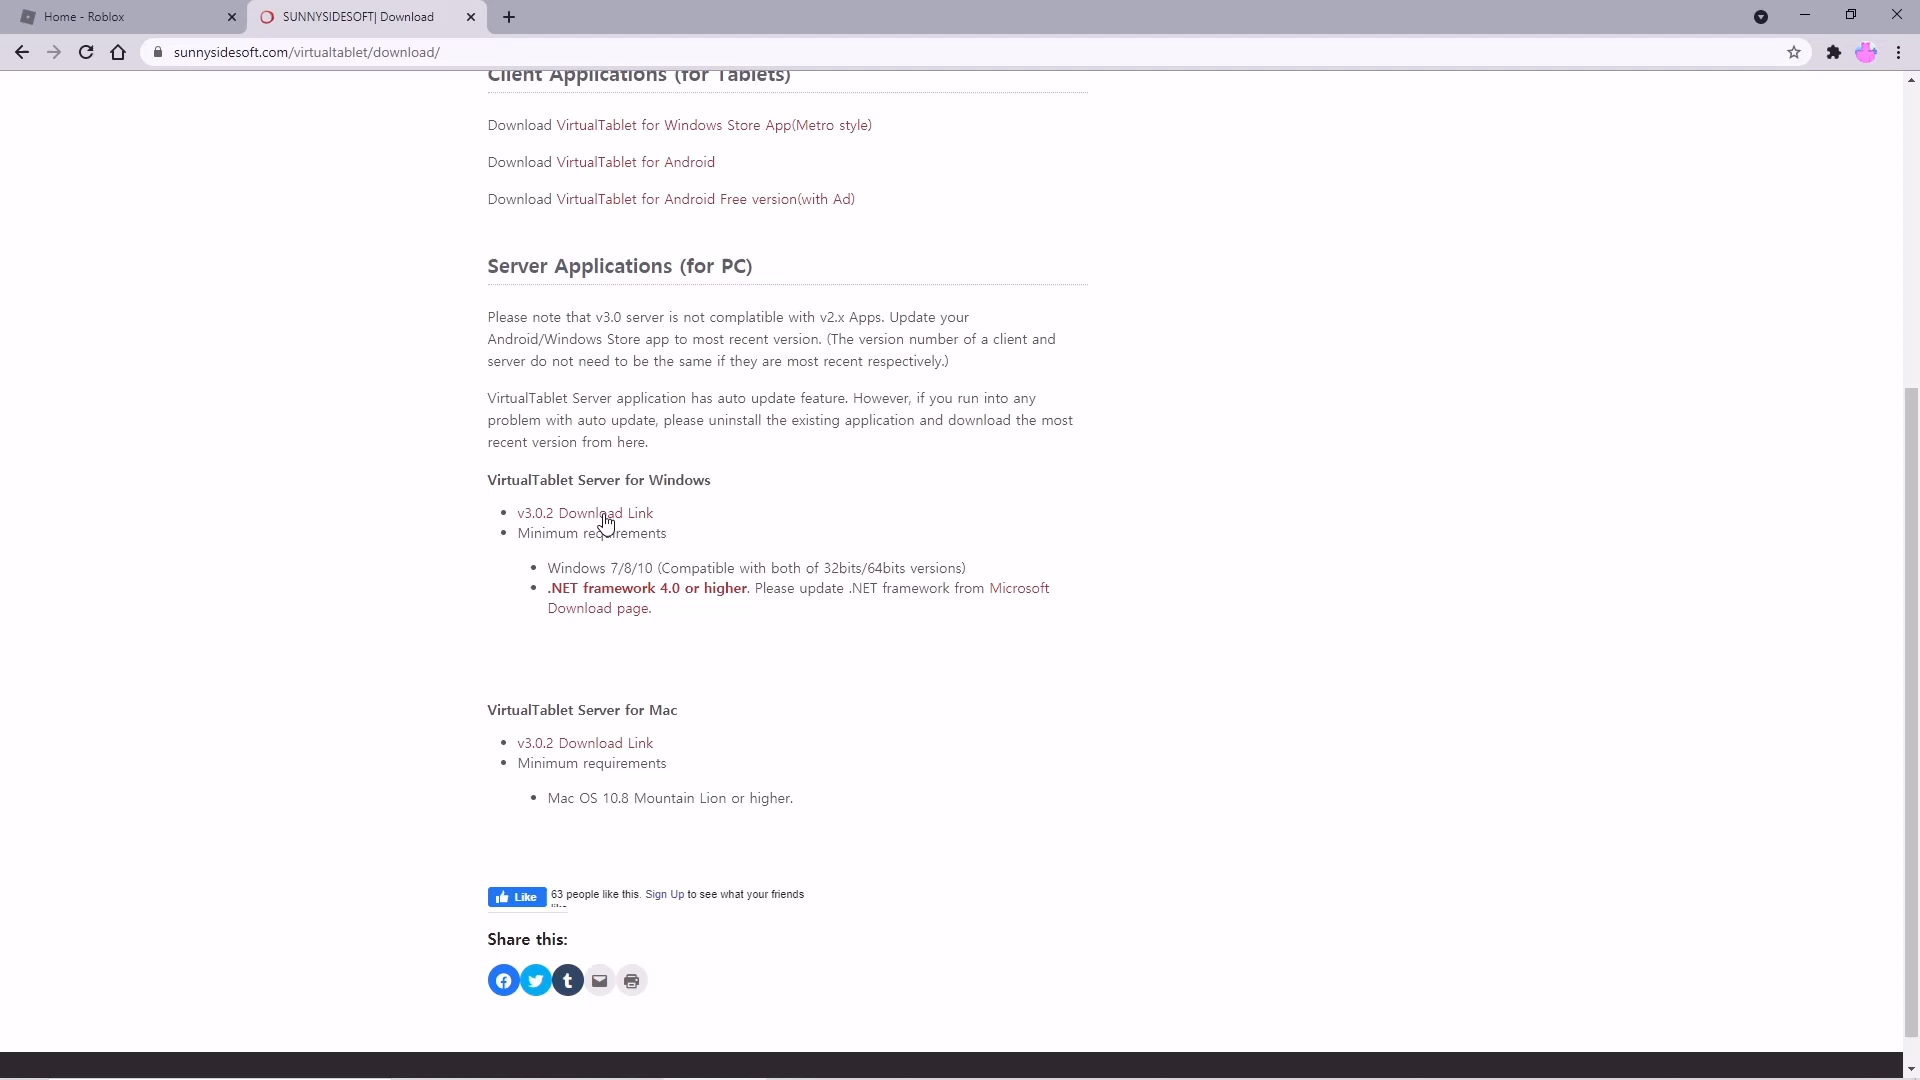 Home - Roblox
SUNNYSIDESOFT| Download
sunnysidesoft.com/virtualtablet/download/
Client Applications (for Tablets)
Download VirtualTablet for Windows Store App(Metro style)
Download VirtualTablet for Android
Download VirtualTablet for Android Free version(with Ad)
Server Applications (for PC)
Please note that v3.0 server is not complatible with v2.x Apps. Update your
Android/Windows Store app to most recent version. (The version number of a client and
server do not need to be the same if they are most recent respectively.)
VirtualTablet Server application has auto update feature. However, if you run into any
problem with auto update, please uninstall the existing application and download the most
recent version from here.
VirtualTablet Server for Windows
• v3.0.2 Download Link
• Minimum requirements
• Windows 7/8/10 (Compatible with both of 32bits/64bits versions)
• .NET framework 4.0 or higher. Please update .NET framework from Microsoft
Download page.
VirtualTablet Server for Mac
• v3.0.2 Download Link
• Minimum requirements
• Mac OS 10.8 Mountain Lion or higher.
Like 63 people like this. Sign Up to see what your friends
like.
Share this: